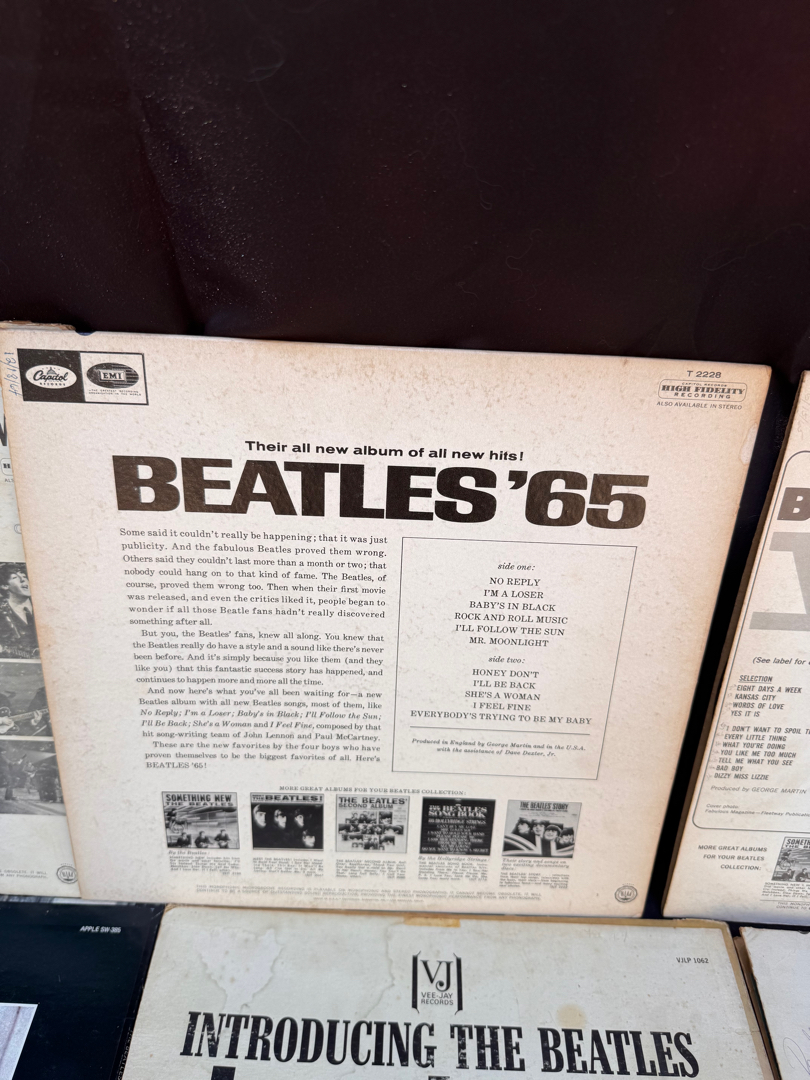 Capitol
RECORDS
EMI
T 2228
CAPITOL RECORDS
HIGH FIDELITY
RECORDING
ALSO AVAILABLE IN STEREO
Their all new album of all new hits!
BEATLES '65
Some said it couldn't really be happening; that it was just
publicity. And the fabulous Beatles proved them wrong.
Others said they couldn't last more than a month or two; that
nobody could hang on to that kind of fame. The Beatles, of
course, proved them wrong too. Then when their first movie
was released, and even the critics liked it, people began to
wonder if all those Beatle fans hadn't really discovered
something after all.
But you, the Beatles' fans, knew all along. You knew that
the Beatles really do have a style and a sound like there's never
been before. And it's simply because you like them (and they
like you) that this fantastic success story has happened, and
continues to happen more and more all the time.
And now here's what you've all been waiting for—a new
Beatles album with all new Beatles songs, most of them, like
No Reply; I'm a Loser; Baby's in Black; I'll Follow the Sun;
I'll Be Back; She's a Woman and I Feel Fine, composed by that
hit song-writing team of John Lennon and Paul McCartney.
These are the new favorites by the four boys who have
proven themselves to be the biggest favorites of all. Here's
BEATLES '65!
side one:
NO REPLY
I'M A LOSER
BABY'S IN BLACK
ROCK AND ROLL MUSIC
I'LL FOLLOW THE SUN
MR. MOONLIGHT
side two:
HONEY DON'T
I'LL BE BACK
SHE'S A WOMAN
I FEEL FINE
EVERYBODY'S TRYING TO BE MY BABY
Produced in England by George Martin and in the U.S.A.
with the assistance of Dave Dexter, Jr.
MORE GREAT ALBUMS FOR YOUR BEATLES COLLECTION:
SOMETHING NEW
THE BEATLES
THE BEATLES!
THE BEATLES'
SECOND ALBUM
THE BEATLES
SONG BOOK
THE BEATLES' STORY
By the Beatles
By the Hollyridge Strings
(See label for
SELECTION
EIGHT DAYS A WEEK
KANSAS CITY
WORDS OF LOVE
YES IT IS
I DON'T WANT TO SPOIL T
EVERY LITTLE THING
WHAT YOU'RE DOING
YOU LIKE ME TOO MUCH
TELL ME WHAT YOU SEE
BAD BOY
DIZZY MISS LIZZIE
Produced by GEORGE MARTIN
Cover photo:
MORE GREAT ALBUMS
FOR YOUR BEATLES
COLLECTION:
APPLE SW-385
VJ
VEE-JAY
RECORDS
VJLP 1062
INTRODUCING THE BEATLES